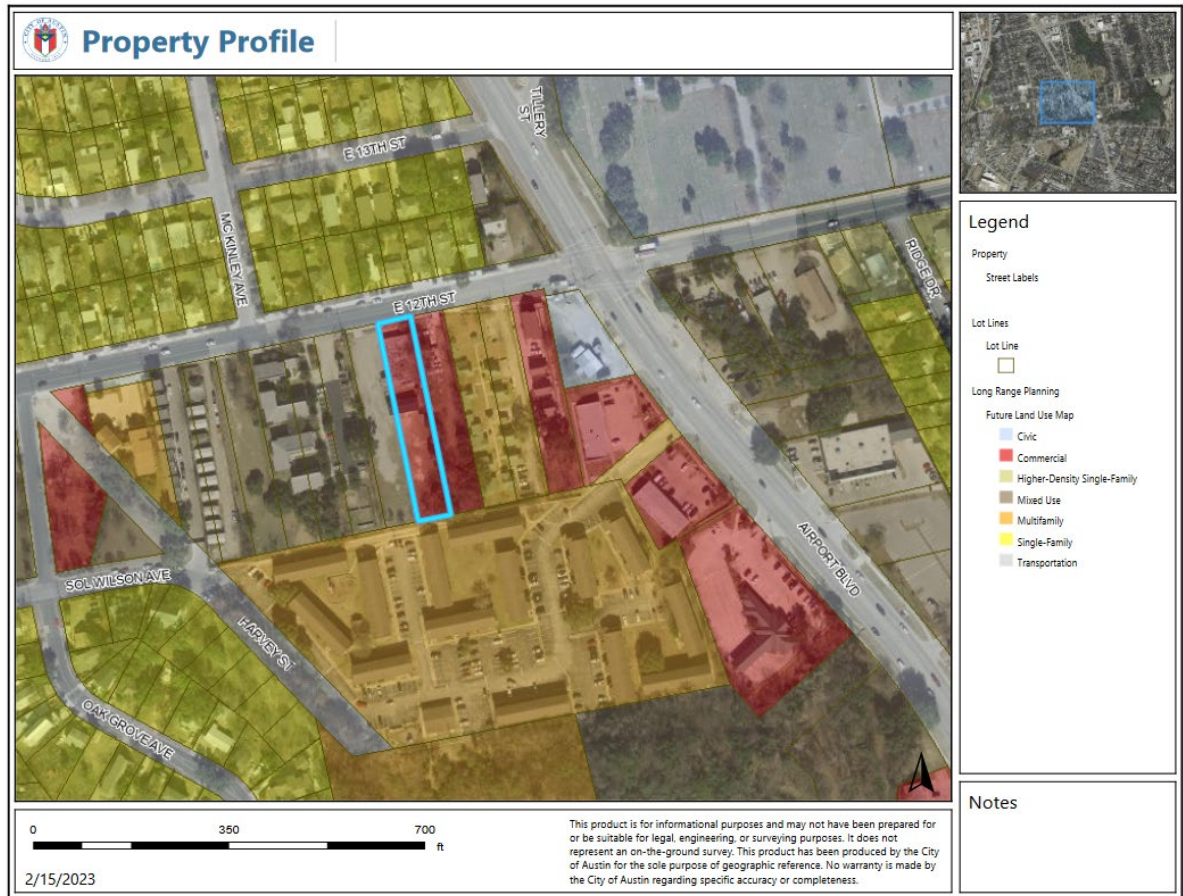 Property Profile
TILLERY
ST
E 13TH ST
MC KINLEY AVE
E 12TH ST
RIDGE DR
AIRPORT BLVD
SOL WILSON AVE
HARVEY ST
OAK GROVE AVE
Legend
Property
Street Labels
Lot Lines
Lot Line
Long Range Planning
Future Land Use Map
Civic
Commercial
Higher-Density Single-Family
Mixed Use
Multifamily
Single-Family
Transportation
Notes
0 350 700
ft
2/15/2023
This product is for informational purposes and may not have been prepared for
or be suitable for legal, engineering, or surveying purposes. It does not
represent an on-the-ground survey. This product has been produced by the City
of Austin for the sole purpose of geographic reference. No warranty is made by
the City of Austin regarding specific accuracy or completeness.